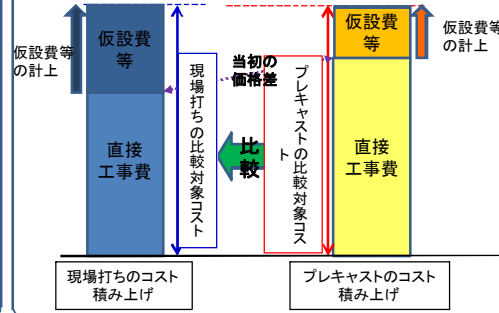 仮設費等
の計上
仮設費
等
直接
工事費
現場打ちの比較対象コスト
当初の
価格差
比較
プレキャストの比較対象コス
ト
仮設費
等
直接
工事費
仮設費等
の計上
現場打ちのコスト
積み上げ
プレキャストのコスト
積み上げ